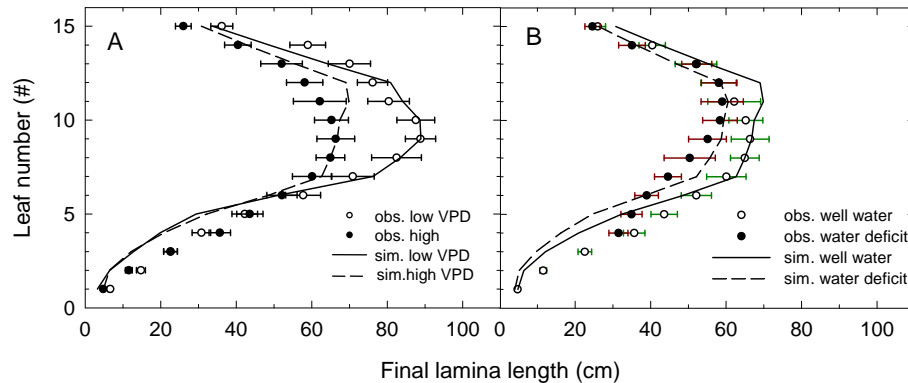 A
B
Leaf number (#)
15
10
5
0
obs. low VPD
obs. high
sim. low VPD
sim.high VPD
obs. well water
obs. water deficit
sim. well water
sim. water deficit
0 20 40 60 80 100
0 20 40 60 80 100
Final lamina length (cm)